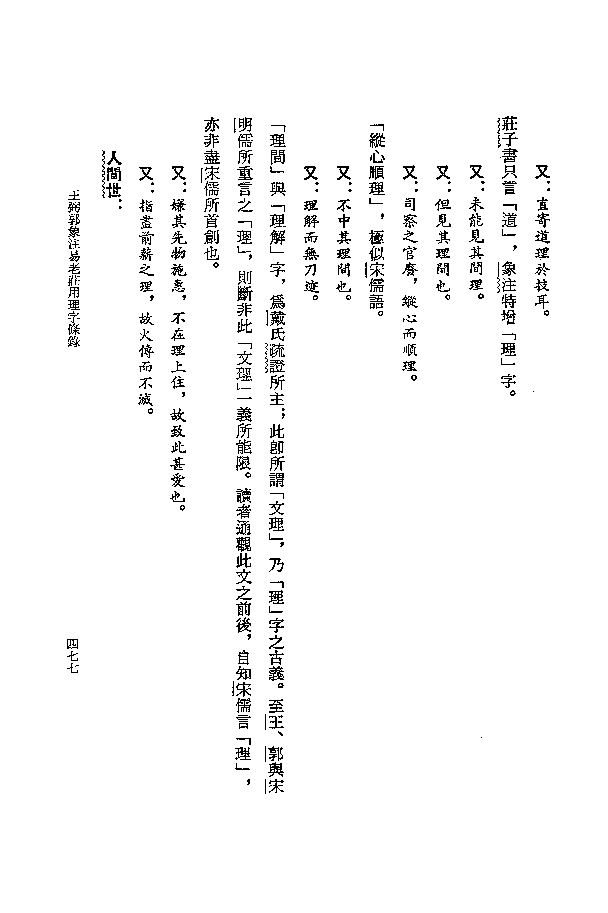 又：直寄道理於技耳。
莊子書只言「道」，象注特增「理」字。
又：未能見其間理。
又：但見其理間也。
又：司察之官廢，縱心而順理。
「縱心順理」，極似宋儒語。
又：不中其理間也。
又：理解而無刀迹。
「理間」與「理解」字，爲戴氏疏證所主；此卽所謂「文理」，乃「理」字之古義。至王、郭與宋
明儒所重言之「理」，則斷非此「文理」一義所能限。讀者通觀此文之前後，自知宋儒言「理」，
亦非盡宋儒所首創也。
又：嫌其先物施惠，不在理上住，故致此甚愛也。
又：指盡前薪之理，故火傳而不滅。
人間世：
王弼郭象注易老莊用理字條錄
四七七